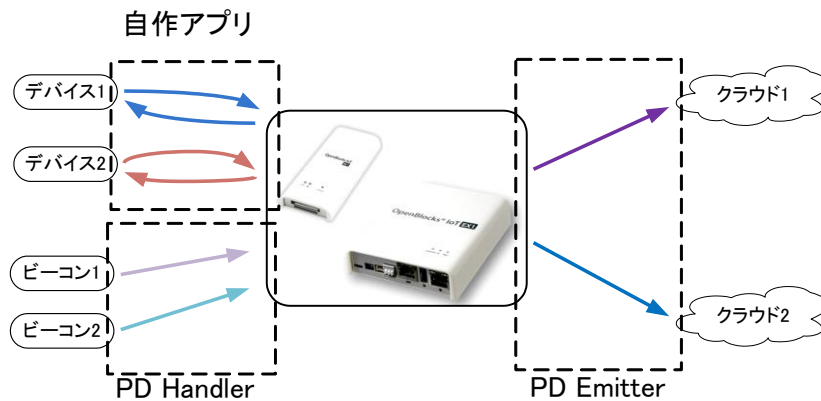 自作アプリ
デバイス1
デバイス2
ビーコン1
ビーコン2
PD Handler
OpenBlocks IoT
OpenBlocks™ IoT EX1
PD Emitter
クラウド1
クラウド2